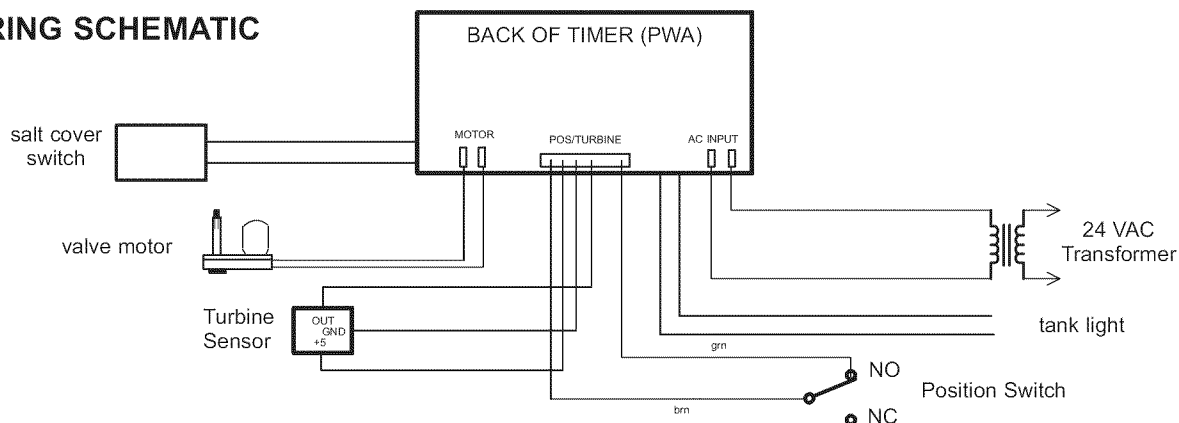 RING SCHEMATIC
BACK OF TIMER (PWA)
salt cover
switch
MOTOR
POS/TURBINE
AC INPUT
valve motor
24 VAC
Transformer
Turbine
Sensor
OUT
GND
+5
tank light
grn
NO
Position Switch
brn
NC